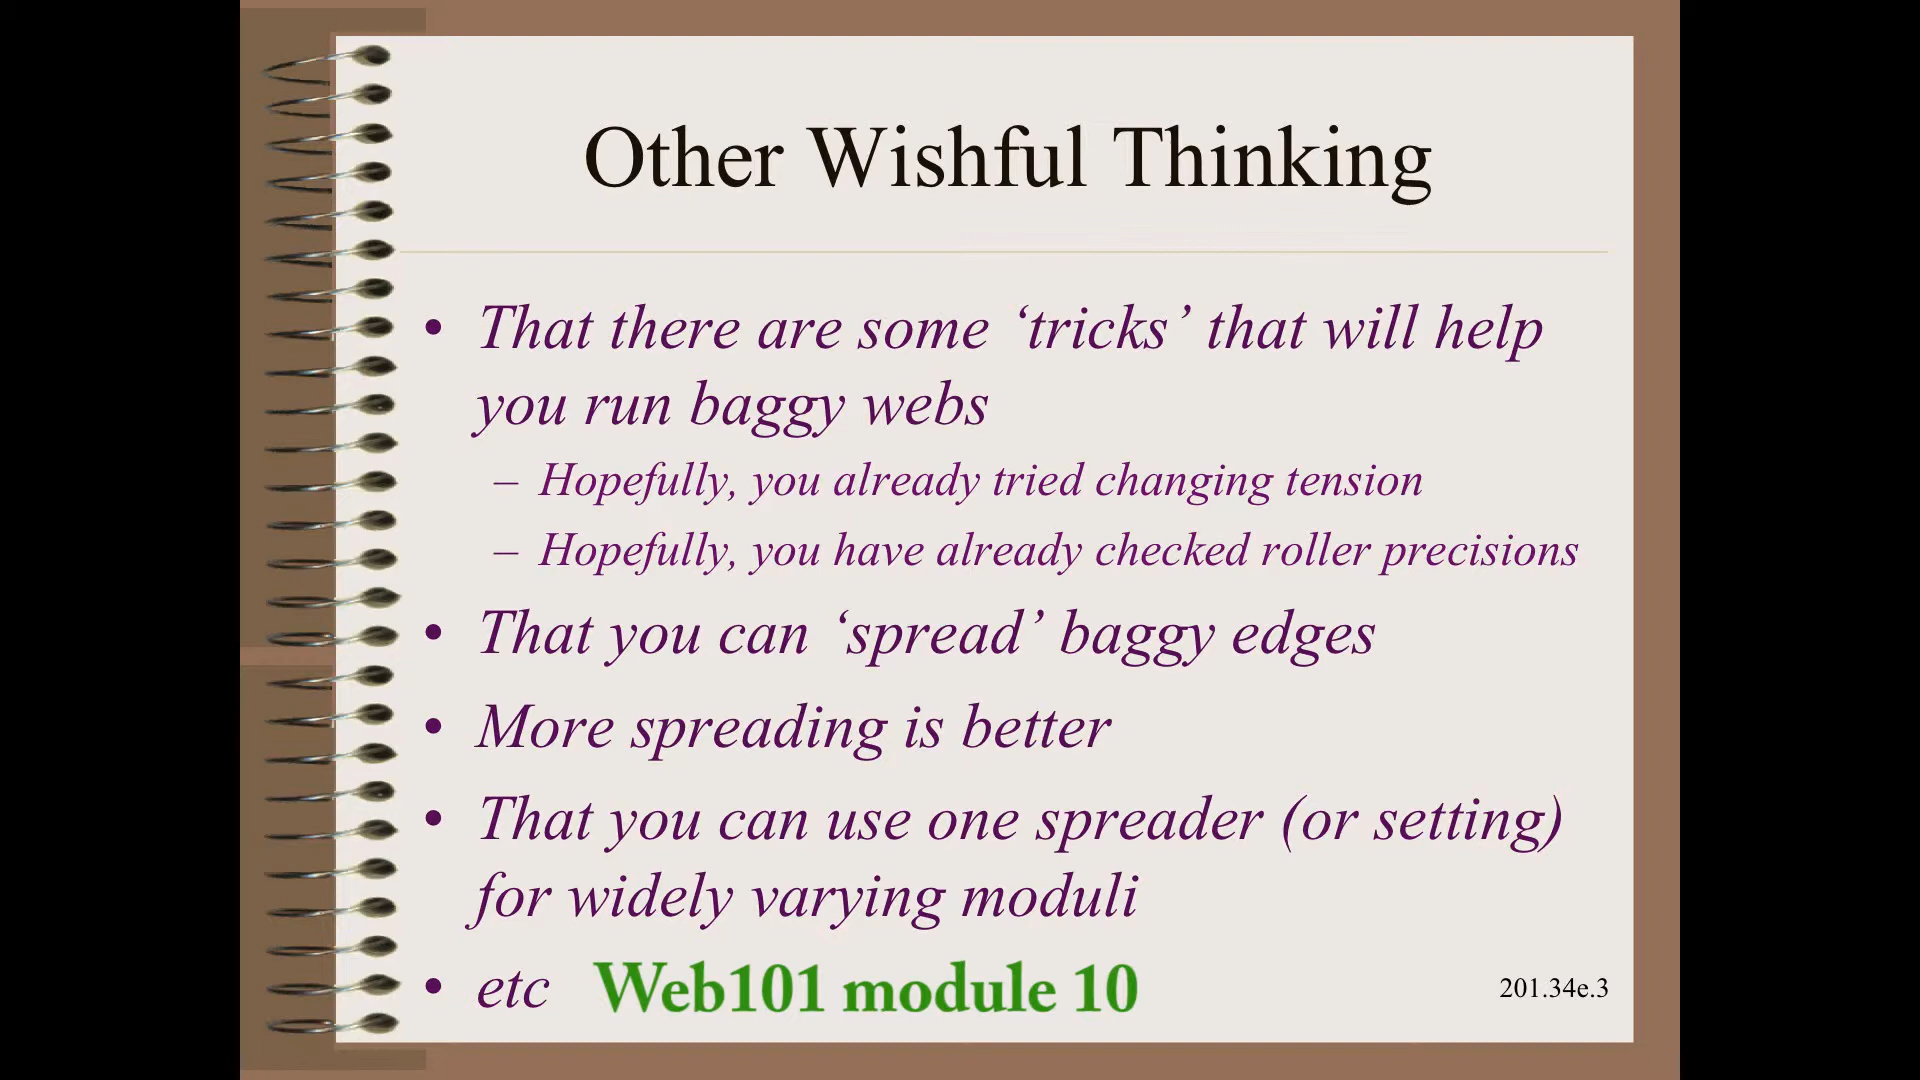 Other Wishful Thinking
• That there are some ‘tricks’ that will help
you run baggy webs
– Hopefully, you already tried changing tension
– Hopefully, you have already checked roller precisions
• That you can ‘spread’ baggy edges
• More spreading is better
• That you can use one spreader (or setting)
for widely varying moduli
• etc Web101 module 10
201.34e.3